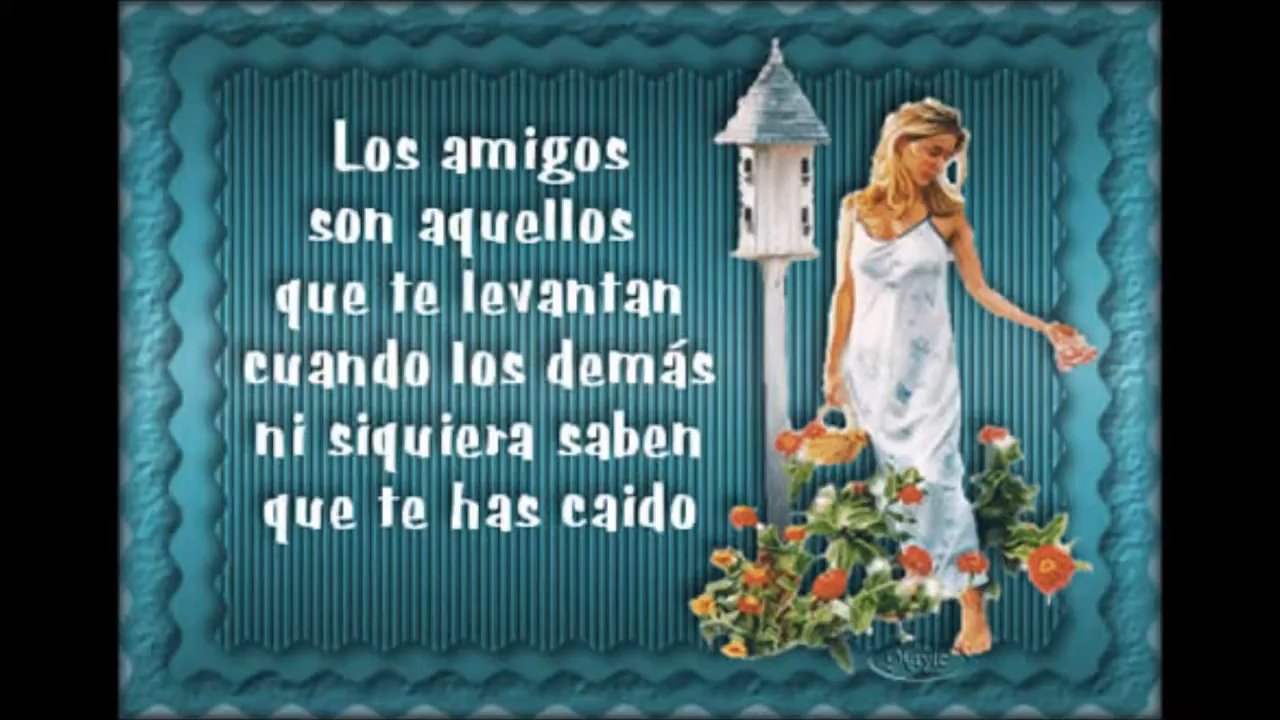 Los amigos
son aquellos
que te levantan
cuando los demás
ni siquiera saben
que te has caido